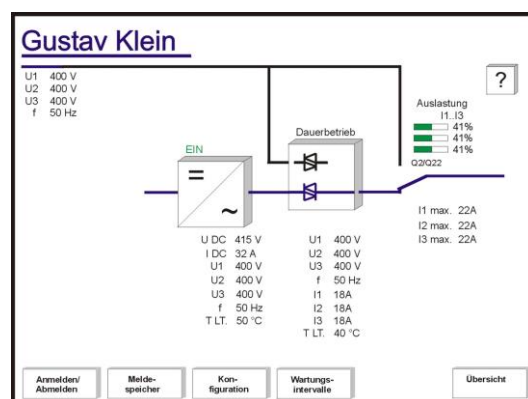 Gustav Klein
U1 400 V
U2 400 V
U3 400 V
f 50 Hz
?
Auslastung
I1..I3
41%
41%
41%
Q2/Q22
Dauerbetrieb
EIN
=
~
I1 max. 22A
I2 max. 22A
I3 max. 22A
U DC 415 V
I DC 32 A
U1 400 V
U2 400 V
U3 400 V
f 50 Hz
T LT. 50 °C
U1 400 V
U2 400 V
U3 400 V
f 50 Hz
I1 18A
I2 18A
I3 18A
T LT. 40 °C
Anmelden/
Abmelden
Melde-
speicher
Kon-
figuration
Wartungs-
intervalle
Übersicht